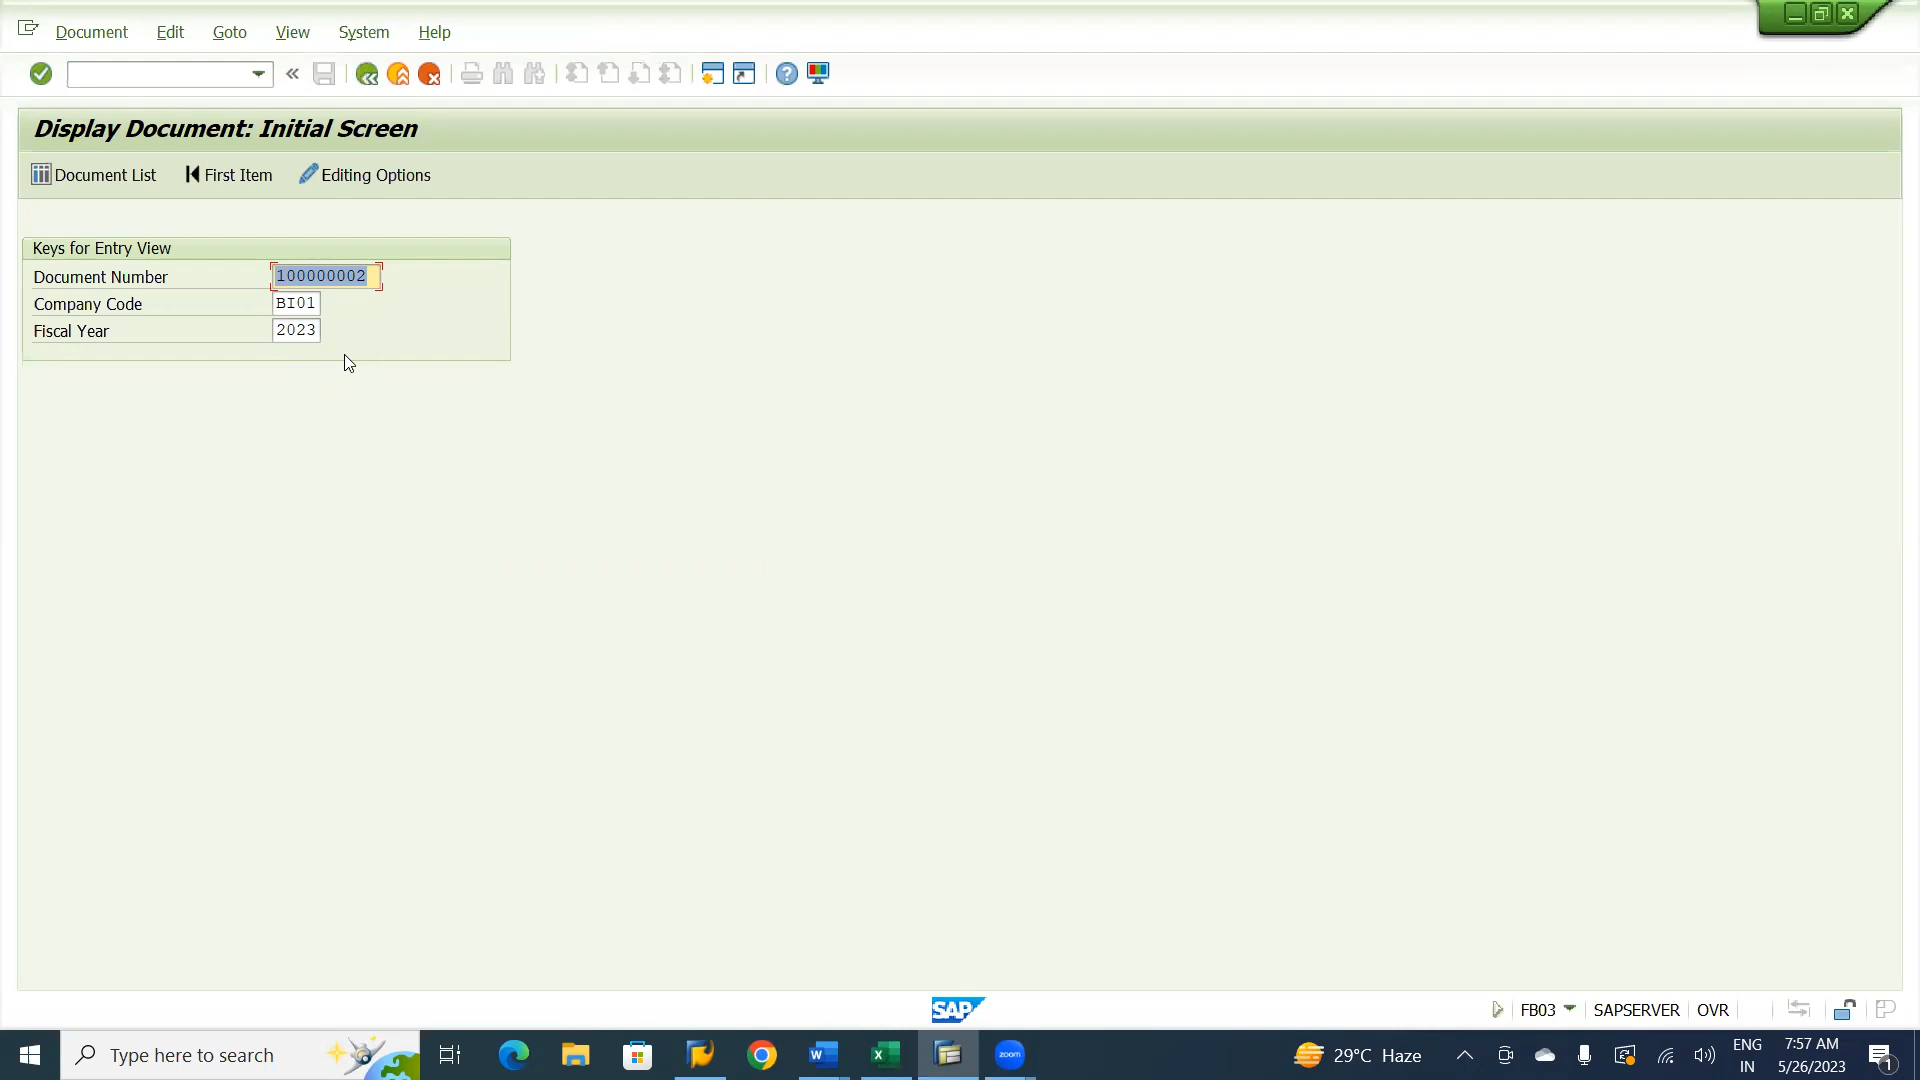 Document Edit Goto View System Help
Display Document: Initial Screen
Document List First Item Editing Options
Keys for Entry View
Document Number 100000002
Company Code BI01
Fiscal Year 2023
SAP FB03 SAPSERVER OVR
Type here to search zoom 29°C Haze ENG IN 7:57 AM 5/26/2023 1